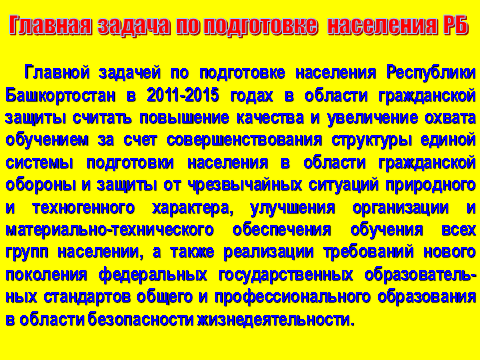 Главная задача по подготовке населения РБ
Главной задачей по подготовке населения Республики
Башкортостан в 2011-2015 годах в области гражданской
защиты считать повышение качества и увеличение охвата
обучением за счет совершенствования структуры единой
системы подготовки населения в области гражданской
обороны и защиты от чрезвычайных ситуаций природного
и техногенного характера, улучшения организации и
материально-технического обеспечения обучения всех
групп населении, а также реализации требований нового
поколения федеральных государственных образователь-
ных стандартов общего и профессионального образования
в области безопасности жизнедеятельности.